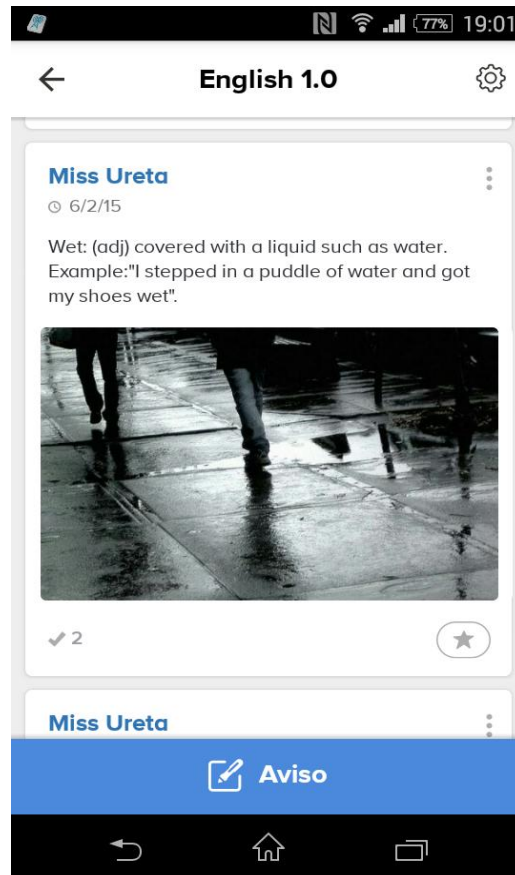 77% 19:01
English 1.0
Miss Ureta
6/2/15
Wet: (adj) covered with a liquid such as water.
Example:"I stepped in a puddle of water and got
my shoes wet".
2
Miss Ureta
Aviso